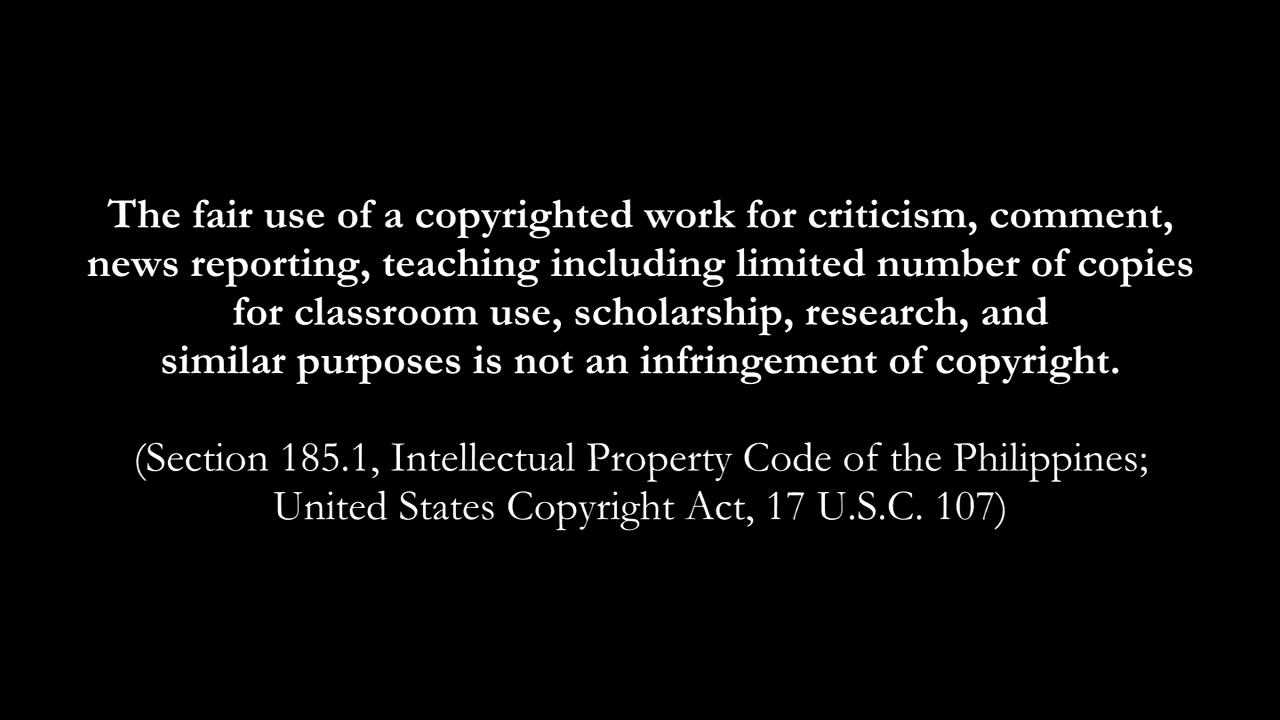 The fair use of a copyrighted work for criticism, comment,
news reporting, teaching including limited number of copies
for classroom use, scholarship, research, and
similar purposes is not an infringement of copyright.
(Section 185.1, Intellectual Property Code of the Philippines;
United States Copyright Act, 17 U.S.C. 107)